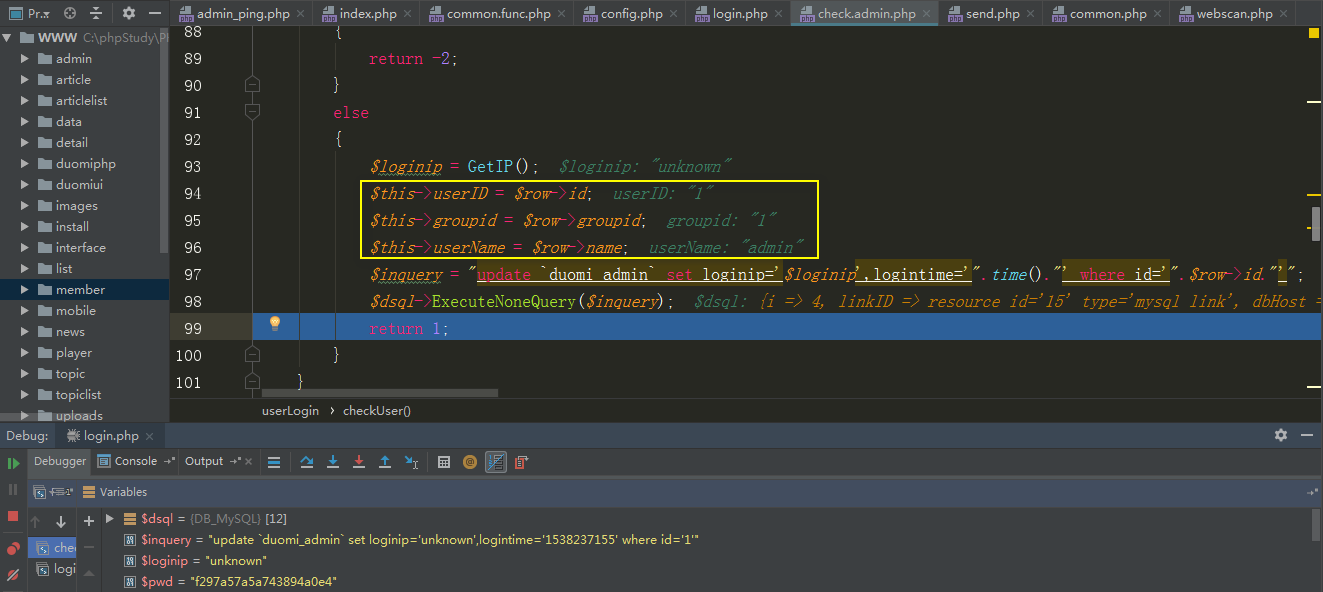 Pr
admin_ping.php
index.php
common.func.php
config.php
login.php
check.admin.php
send.php
common.php
webscan.php
WWW C:\phpStudy\P
admin
article
articlelist
data
detail
duomiphp
duomiui
images
install
interface
list
member
mobile
news
player
topic
topiclist
uploads
88 {
89 return -2;
90 }
91 else
92 {
93 $loginip = GetIP(); $loginip: "unknown"
94 $this->userID = $row->id; userID: "1"
95 $this->groupid = $row->groupid; groupid: "1"
96 $this->userName = $row->name; userName: "admin"
97 $inquery = "update `duomi_admin` set loginip='$loginip',logintime='".time()."' where id='".$row->id."'";
98 $dsql->ExecuteNoneQuery($inquery); $dsql: {i => 4, linkID => resource id='15' type='mysql link', dbHost =
99 return 1;
100 }
101 }
userLogin › checkUser()
Debug: login.php
Debugger Console Output
Variables
$dsql = {DB_MySQL} [12]
$inquery = "update `duomi_admin` set loginip='unknown',logintime='1538237155' where id='1'"
$loginip = "unknown"
$pwd = "f297a57a5a743894a0e4"
che
logi